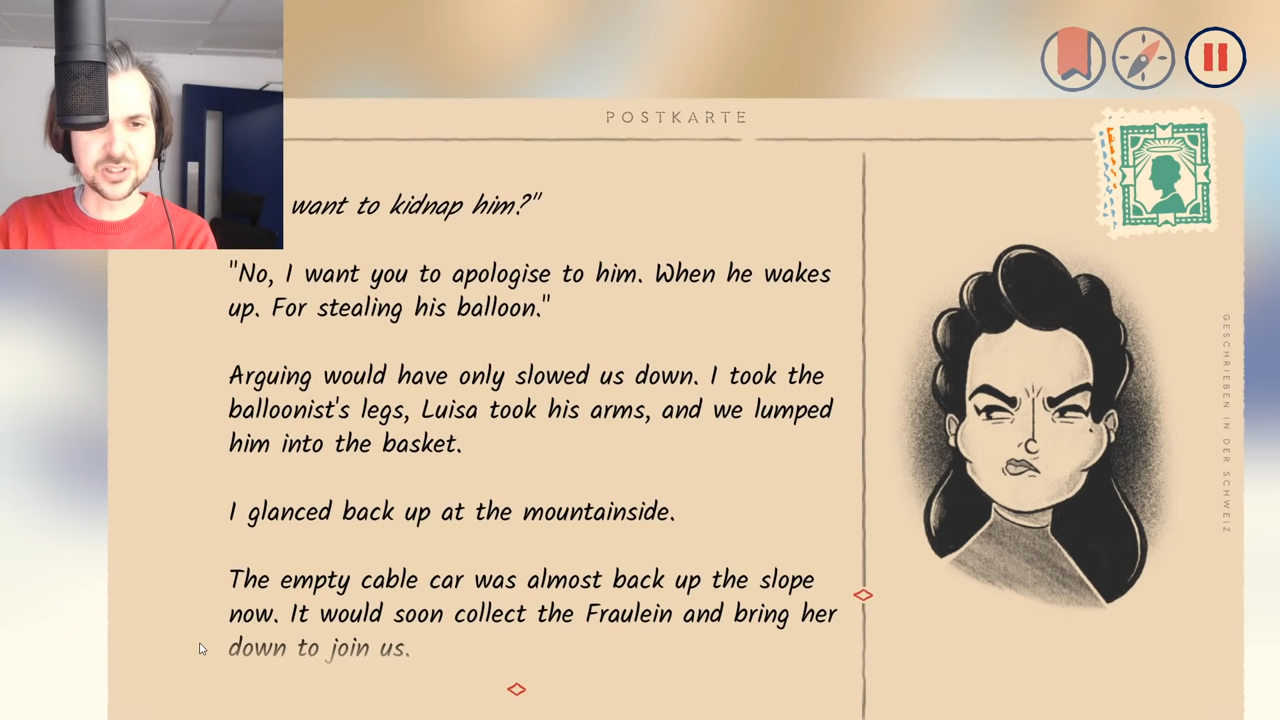 POSTKARTE
want to kidnap him?"
"No, I want you to apologise to him. When he wakes
up. For stealing his balloon."
Arguing would have only slowed us down. I took the
balloonist's legs, Luisa took his arms, and we lumped
him into the basket.
I glanced back up at the mountainside.
The empty cable car was almost back up the slope
now. It would soon collect the Fraulein and bring her
down to join us.
GESCHRIEBEN IN DER SCHWEIZ